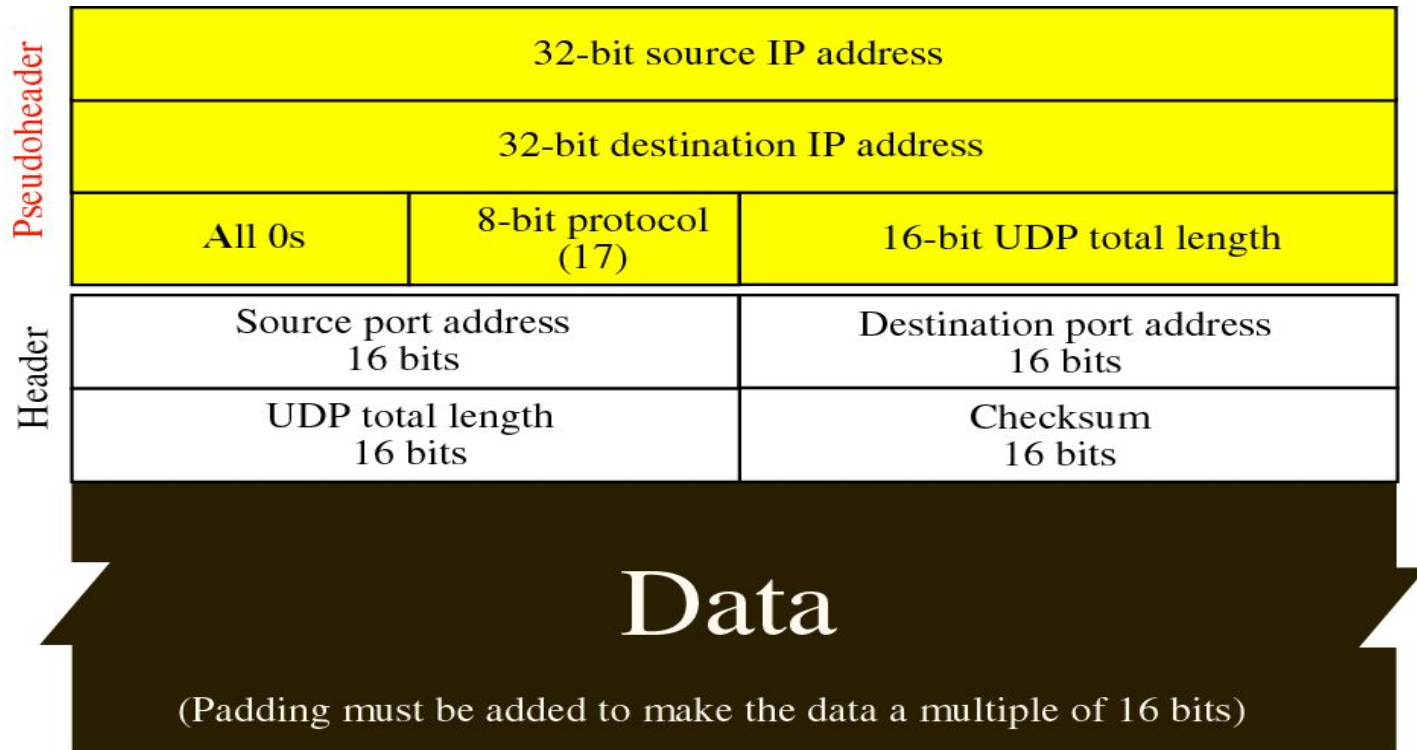 Pseudoheader
32-bit source IP address
32-bit destination IP address
All 0s
8-bit protocol
(17)
16-bit UDP total length
Header
Source port address
16 bits
Destination port address
16 bits
UDP total length
16 bits
Checksum
16 bits
Data
(Padding must be added to make the data a multiple of 16 bits)